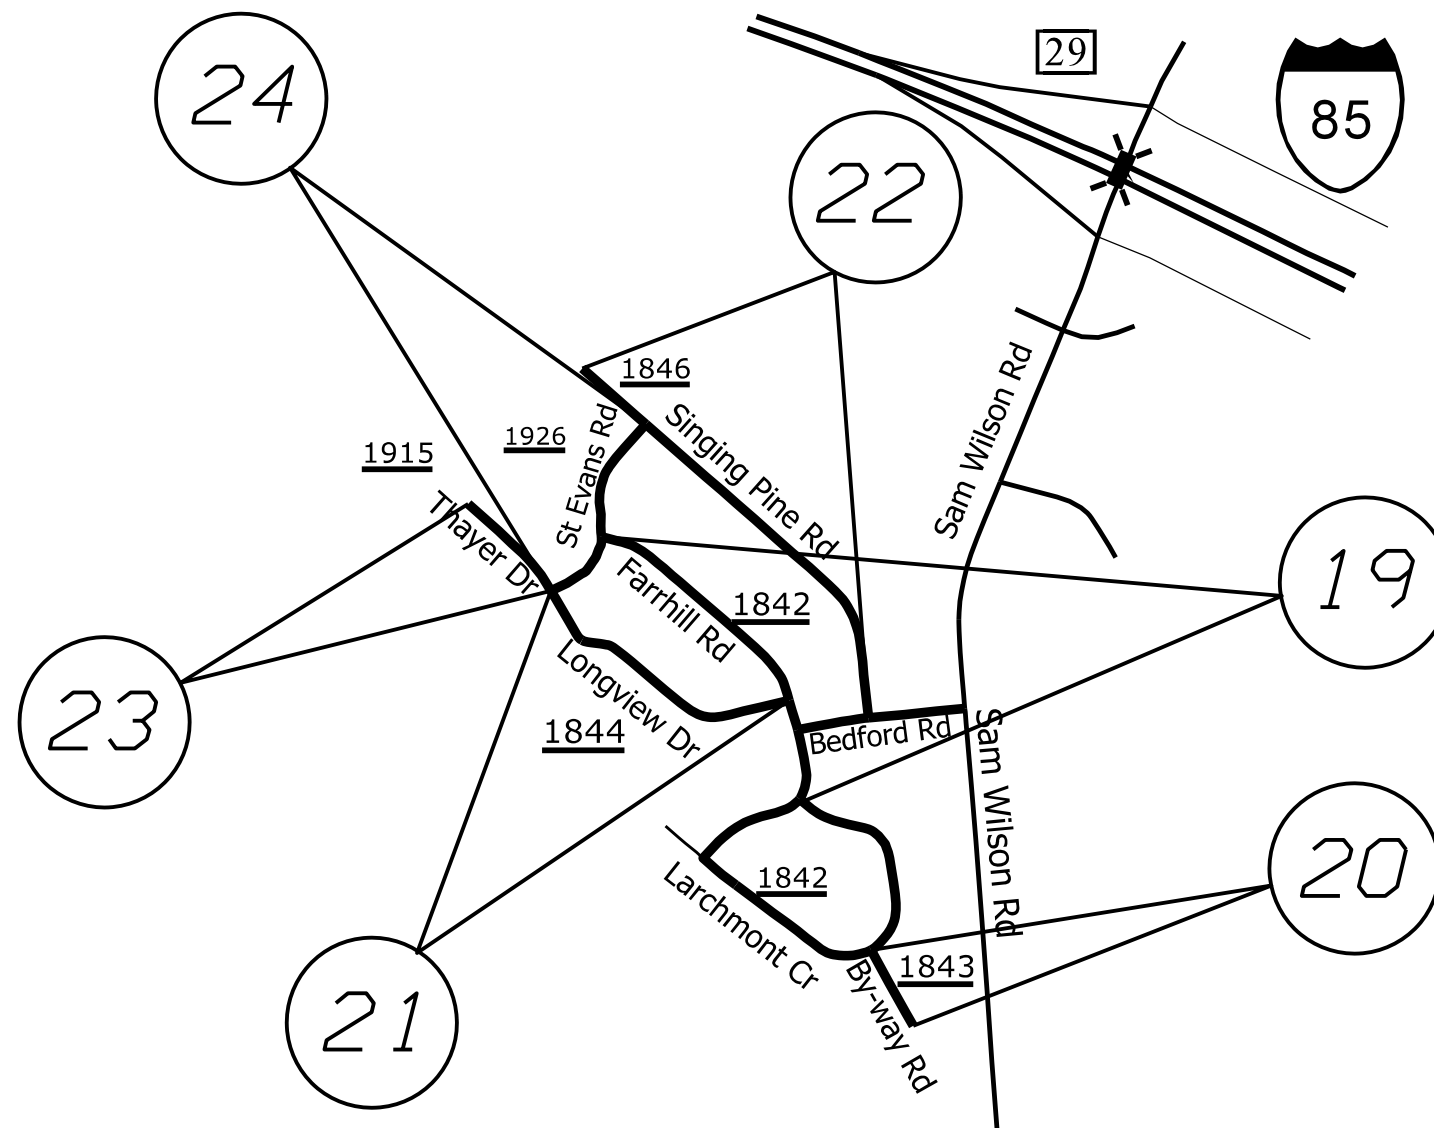 24
29
85
22
1846
Sam Wilson Rd
Singing Pine Rd
1926
St Evans Rd
1915
Thayer Dr
Farrhill Rd
1842
19
23
Longview Dr
1844
Bedford Rd
Sam Wilson Rd
1842
Larchmont Cr
20
1843
By-way Rd
21